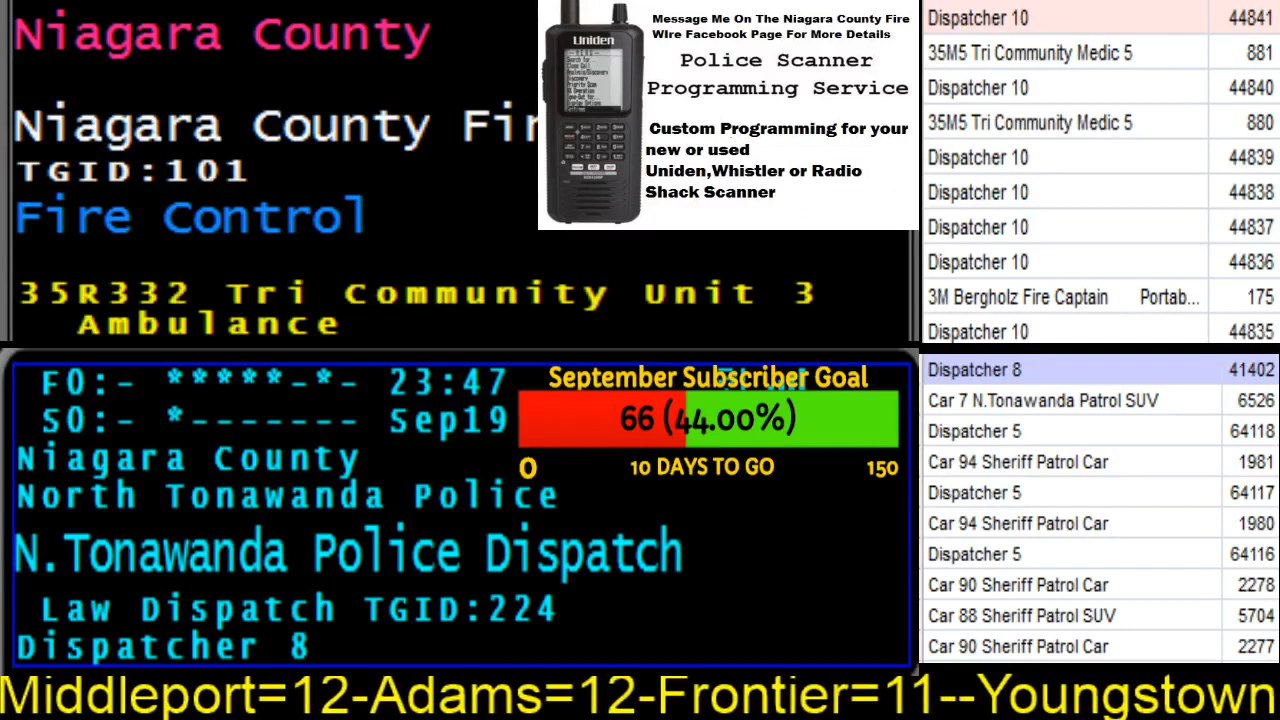 Niagara County
Niagara County Fir
TGID:101
Fire Control
35R332 Tri Community Unit 3
Ambulance
Uniden
Message Me On The Niagara County Fire
WIre Facebook Page For More Details
Police Scanner
Programming Service
Custom Programming for your
new or used
Uniden,Whistler or Radio
Shack Scanner
Dispatcher 10 44841
35M5 Tri Community Medic 5 881
Dispatcher 10 44840
35M5 Tri Community Medic 5 880
Dispatcher 10 44839
Dispatcher 10 44838
Dispatcher 10 44837
Dispatcher 10 44836
3M Bergholz Fire Captain Portab... 175
Dispatcher 10 44835
F0:- *****-*- 23:47
S0:- *------- Sep19
Niagara County
North Tonawanda Police
N.Tonawanda Police Dispatch
Law Dispatch TGID:224
Dispatcher 8
September Subscriber Goal
66 (44.00%)
0 10 DAYS TO GO 150
Dispatcher 8 41402
Car 7 N.Tonawanda Patrol SUV 6526
Dispatcher 5 64118
Car 94 Sheriff Patrol Car 1981
Dispatcher 5 64117
Car 94 Sheriff Patrol Car 1980
Dispatcher 5 64116
Car 90 Sheriff Patrol Car 2278
Car 88 Sheriff Patrol SUV 5704
Car 90 Sheriff Patrol Car 2277
Middleport=12-Adams=12-Frontier=11--Youngstown